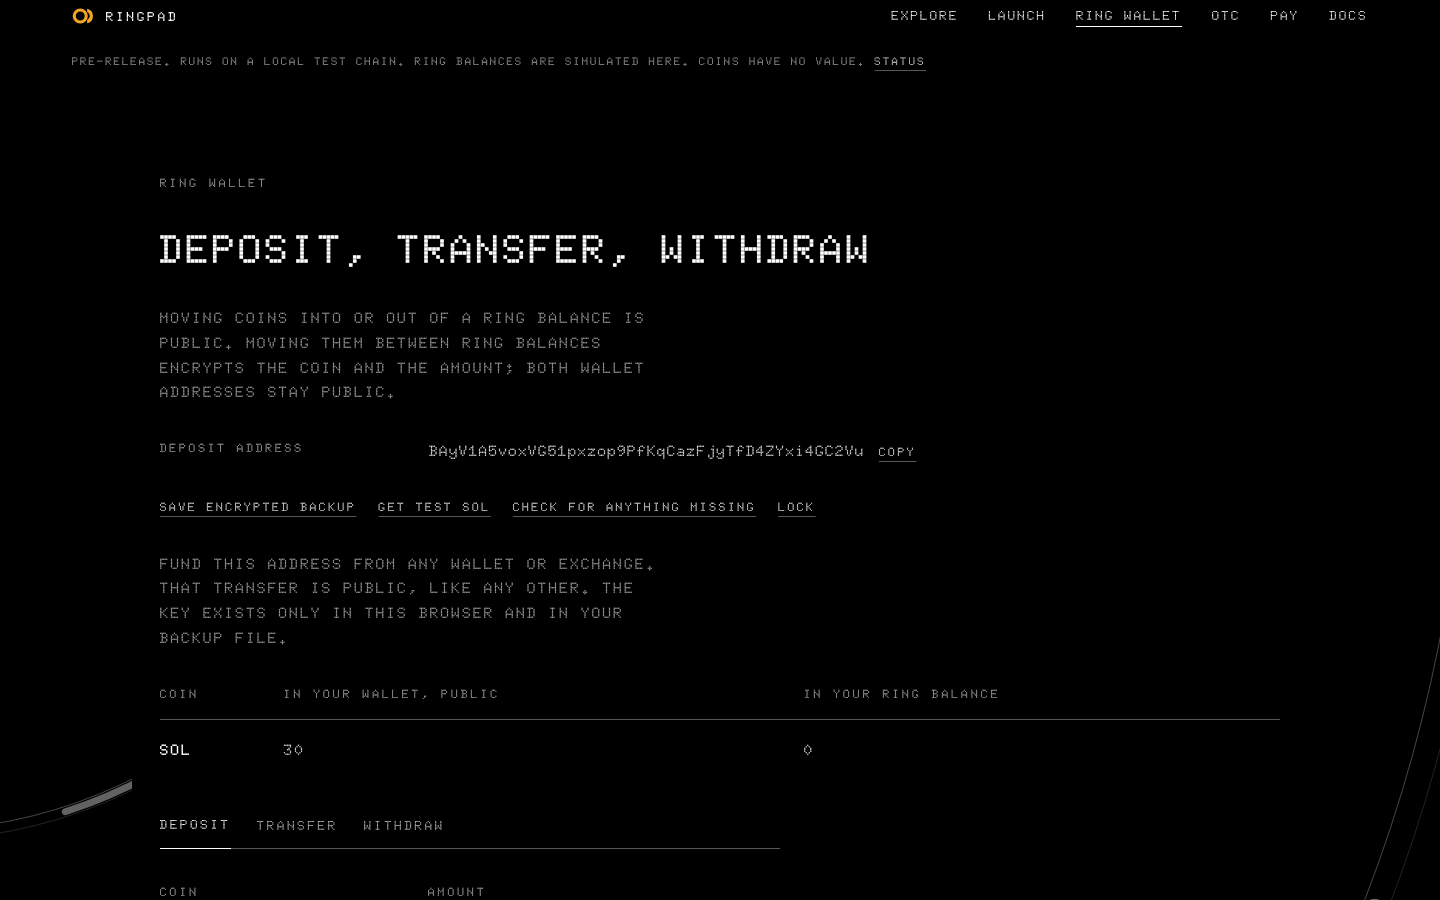 RINGPAD
EXPLORE LAUNCH RING WALLET OTC PAY DOCS
PRE-RELEASE. RUNS ON A LOCAL TEST CHAIN. RING BALANCES ARE SIMULATED HERE. COINS HAVE NO VALUE. STATUS
RING WALLET
DEPOSIT, TRANSFER, WITHDRAW
MOVING COINS INTO OR OUT OF A RING BALANCE IS
PUBLIC. MOVING THEM BETWEEN RING BALANCES
ENCRYPTS THE COIN AND THE AMOUNT; BOTH WALLET
ADDRESSES STAY PUBLIC.
DEPOSIT ADDRESS BAyV1A5voxVG51pxzop9PfKqCazFjyTfD4ZYxi4GC2Vu COPY
SAVE ENCRYPTED BACKUP GET TEST SOL CHECK FOR ANYTHING MISSING LOCK
FUND THIS ADDRESS FROM ANY WALLET OR EXCHANGE.
THAT TRANSFER IS PUBLIC, LIKE ANY OTHER. THE
KEY EXISTS ONLY IN THIS BROWSER AND IN YOUR
BACKUP FILE.
COIN IN YOUR WALLET, PUBLIC IN YOUR RING BALANCE
SOL 30 0
DEPOSIT TRANSFER WITHDRAW
COIN AMOUNT